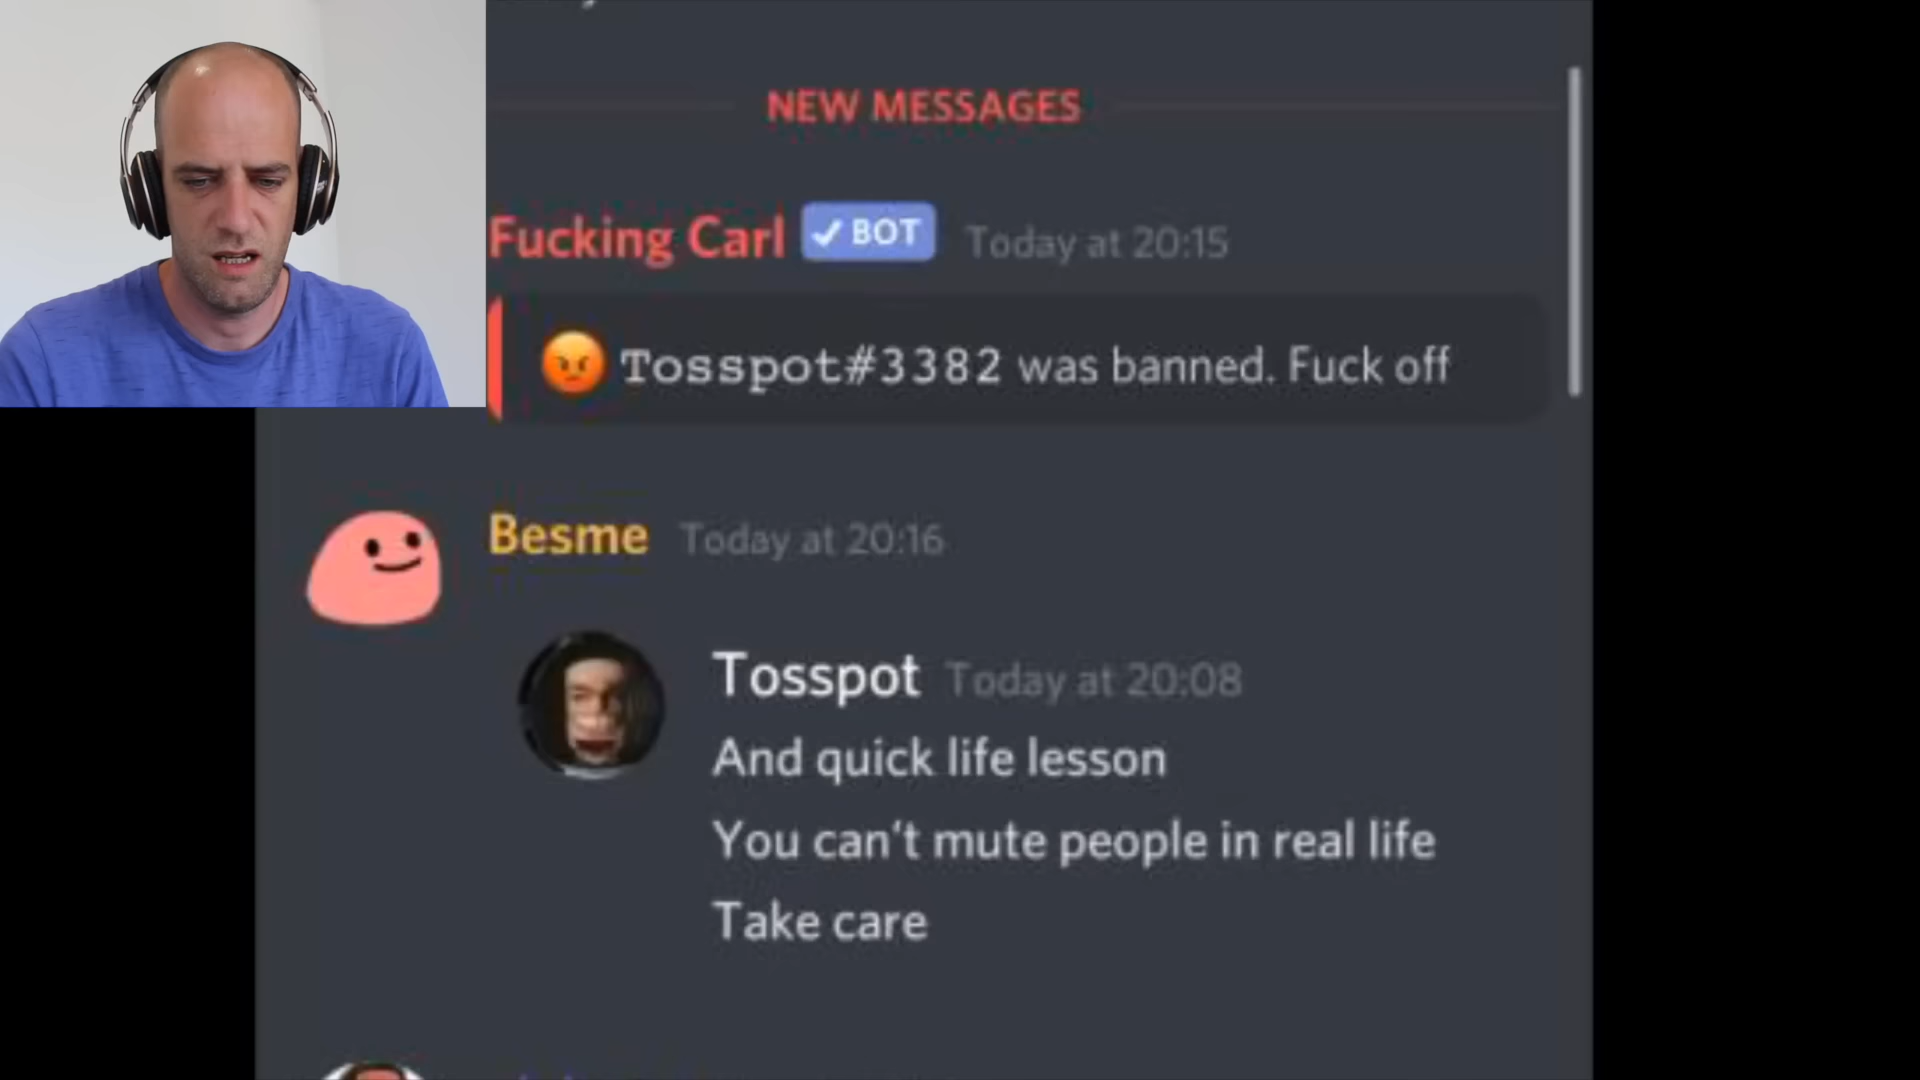 NEW MESSAGES
Fucking Carl BOT Today at 20:15
Tosspot#3382 was banned. Fuck off
Besme Today at 20:16
Tosspot Today at 20:08
And quick life lesson
You can't mute people in real life
Take care